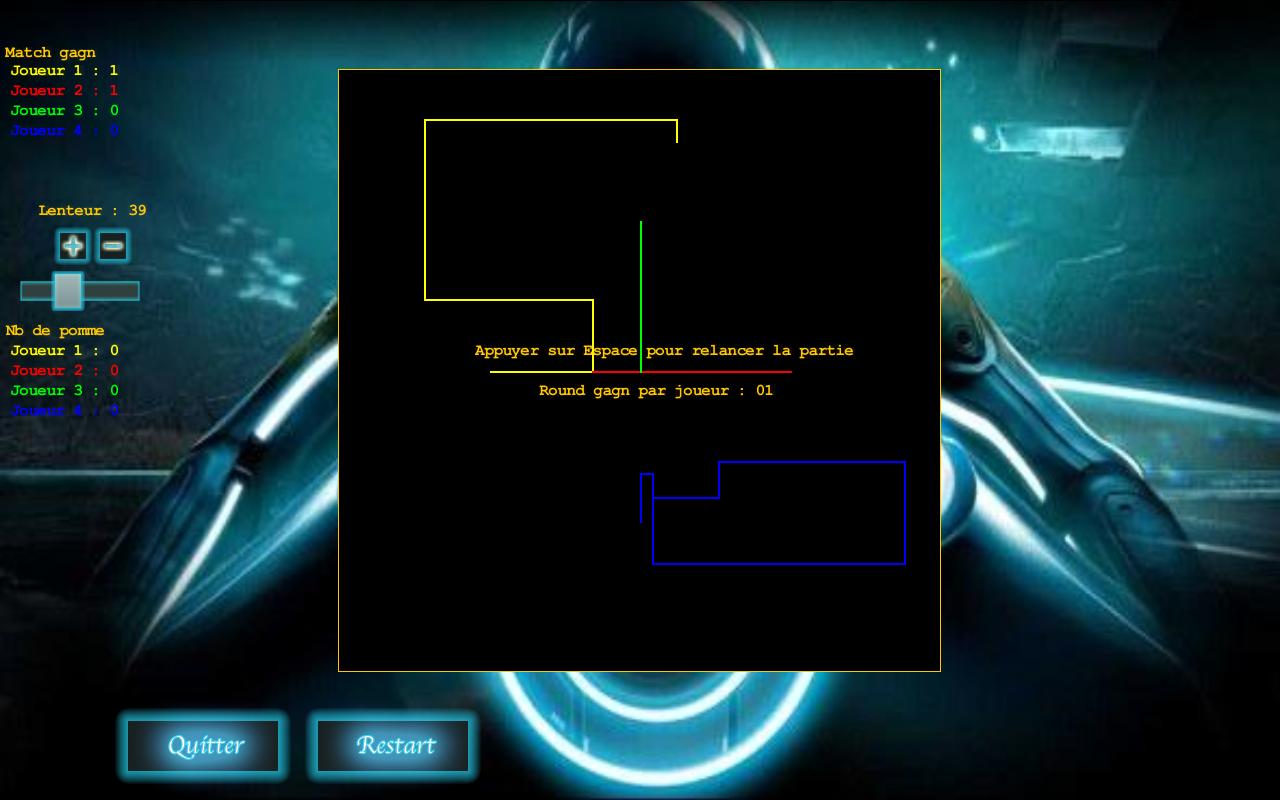 Match gagn
Joueur 1 : 1
Joueur 2 : 1
Joueur 3 : 0
Joueur 4 : 0
Lenteur : 39
Nb de pomme
Joueur 1 : 0
Joueur 2 : 0
Joueur 3 : 0
Joueur 4 : 0
Appuyer sur Espace pour relancer la partie
Round gagn par joueur : 01
Quitter
Restart